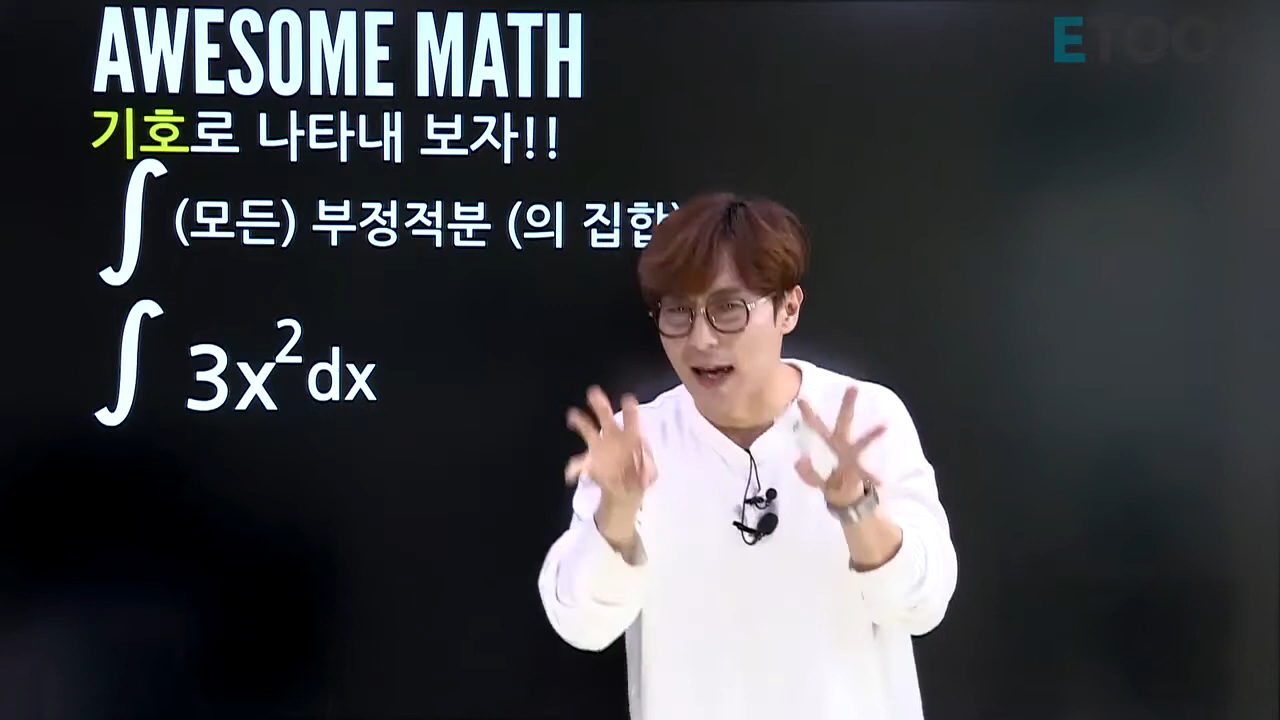 AWESOME MATH
ETOO
기호로 나타내 보자!!
∫ (모든) 부정적분 (의 집합)
∫ 3x²dx